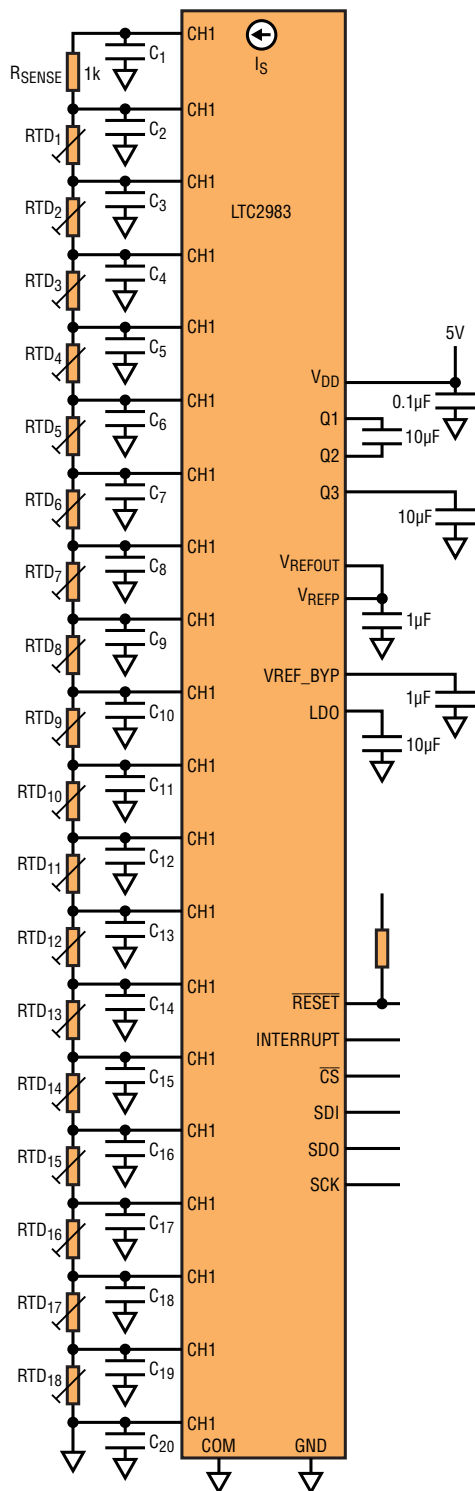 CH1
C1
RSENSE 1k
IS
CH1
C2
RTD1
CH1
C3
RTD2
LTC2983
CH1
C4
RTD3
CH1
C5
RTD4
5V
VDD
0.1µF
CH1
C6
RTD5
Q1
10µF
Q2
CH1
C7
RTD6
Q3
10µF
CH1
C8
RTD7
VREFOUT
VREFP
1µF
CH1
C9
RTD8
VREF_BYP
1µF
CH1
C10
RTD9
LDO
10µF
CH1
C11
RTD10
CH1
C12
RTD11
CH1
C13
RTD12
CH1
C14
RTD13
RESET
INTERRUPT
CH1
C15
RTD14
CS
SDI
CH1
C16
RTD15
SDO
SCK
CH1
C17
RTD16
CH1
C18
RTD17
CH1
C19
RTD18
CH1
C20
COM GND